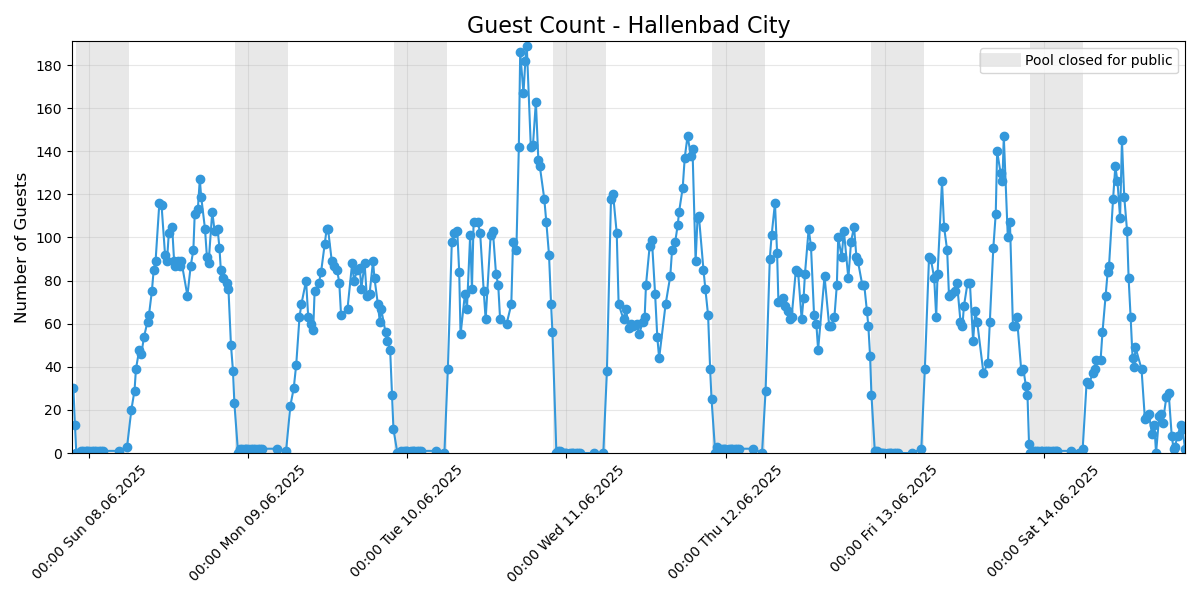 Guest Count - Hallenbad City
Pool closed for public
Number of Guests
180
160
140
120
100
80
60
40
20
0
00:00 Sun 08.06.2025
00:00 Mon 09.06.2025
00:00 Tue 10.06.2025
00:00 Wed 11.06.2025
00:00 Thu 12.06.2025
00:00 Fri 13.06.2025
00:00 Sat 14.06.2025